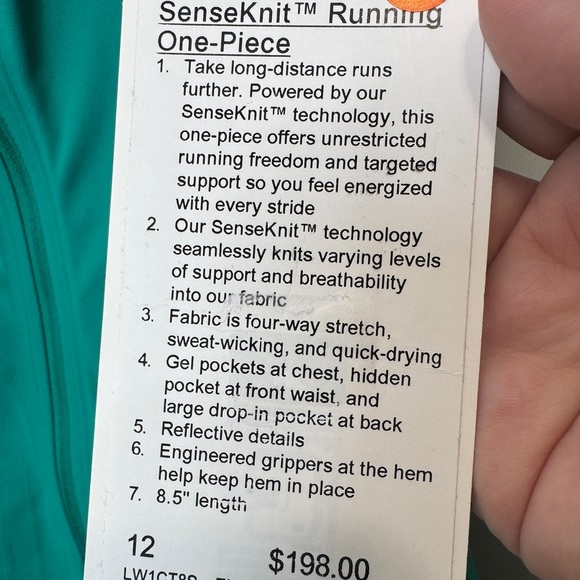 SenseKnit™ Running
One-Piece
1. Take long-distance runs
further. Powered by our
SenseKnit™ technology, this
one-piece offers unrestricted
running freedom and targeted
support so you feel energized
with every stride
2. Our SenseKnit™ technology
seamlessly knits varying levels
of support and breathability
into our fabric
3. Fabric is four-way stretch,
sweat-wicking, and quick-drying
4. Gel pockets at chest, hidden
pocket at front waist, and
large drop-in pocket at back
5. Reflective details
6. Engineered grippers at the hem
help keep hem in place
7. 8.5" length
12 $198.00